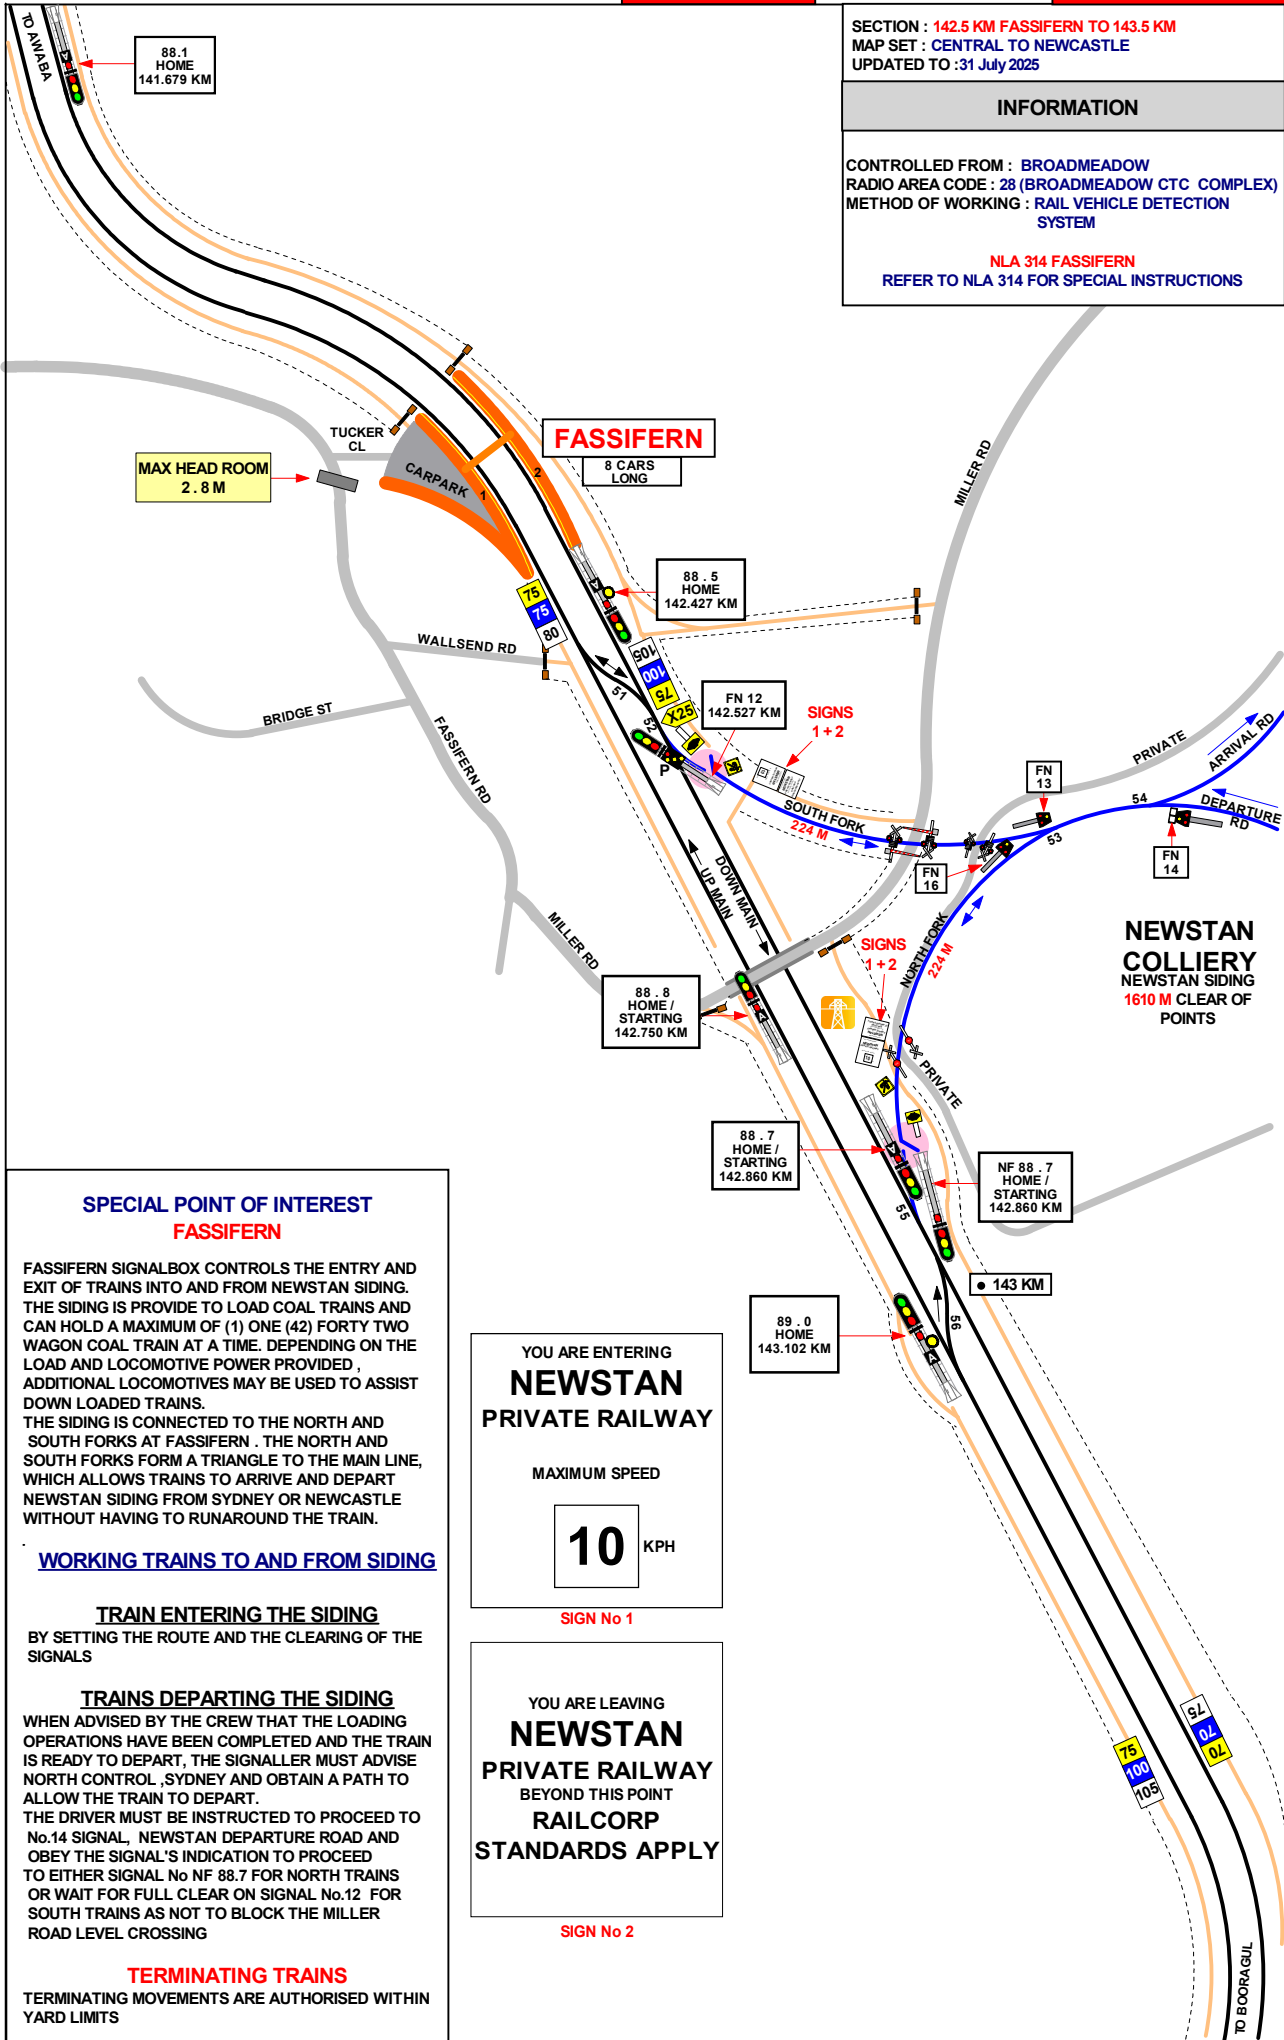 SECTION : 142.5 KM FASSIFERN TO 143.5 KM
MAP SET : CENTRAL TO NEWCASTLE
UPDATED TO :31 July 2025
INFORMATION
CONTROLLED FROM : BROADMEADOW
RADIO AREA CODE : 28 (BROADMEADOW CTC COMPLEX)
METHOD OF WORKING : RAIL VEHICLE DETECTION
SYSTEM
NLA 314 FASSIFERN
REFER TO NLA 314 FOR SPECIAL INSTRUCTIONS
TO AWABA
88.1
HOME
141.679 KM
TUCKER
CL
MAX HEAD ROOM
2 . 8 M
CARPARK
1
2
FASSIFERN
8 CARS
LONG
MILLER RD
88 . 5
HOME
142.427 KM
75
75
80
WALLSEND RD
BRIDGE ST
FASSIFERN RD
51
52
105
100
75
X25
FN 12
142.527 KM
P
SIGNS
1 + 2
SOUTH FORK
224 M
PRIVATE
ARRIVAL RD
FN
13
54
DEPARTURE
RD
53
FN
14
FN
16
UP MAIN
DOWN MAIN
MILLER RD
NORTH FORK
224 M
SIGNS
1 + 2
NEWSTAN
COLLIERY
NEWSTAN SIDING
1610 M CLEAR OF
POINTS
88 . 8
HOME /
STARTING
142.750 KM
PRIVATE
88 . 7
HOME /
STARTING
142.860 KM
NF 88 . 7
HOME /
STARTING
142.860 KM
55
143 KM
56
89 . 0
HOME
143.102 KM
SPECIAL POINT OF INTEREST
FASSIFERN
FASSIFERN SIGNALBOX CONTROLS THE ENTRY AND
EXIT OF TRAINS INTO AND FROM NEWSTAN SIDING.
THE SIDING IS PROVIDE TO LOAD COAL TRAINS AND
CAN HOLD A MAXIMUM OF (1) ONE (42) FORTY TWO
WAGON COAL TRAIN AT A TIME. DEPENDING ON THE
LOAD AND LOCOMOTIVE POWER PROVIDED ,
ADDITIONAL LOCOMOTIVES MAY BE USED TO ASSIST
DOWN LOADED TRAINS.
THE SIDING IS CONNECTED TO THE NORTH AND
SOUTH FORKS AT FASSIFERN . THE NORTH AND
SOUTH FORKS FORM A TRIANGLE TO THE MAIN LINE,
WHICH ALLOWS TRAINS TO ARRIVE AND DEPART
NEWSTAN SIDING FROM SYDNEY OR NEWCASTLE
WITHOUT HAVING TO RUNAROUND THE TRAIN.
.
WORKING TRAINS TO AND FROM SIDING
TRAIN ENTERING THE SIDING
BY SETTING THE ROUTE AND THE CLEARING OF THE
SIGNALS
TRAINS DEPARTING THE SIDING
WHEN ADVISED BY THE CREW THAT THE LOADING
OPERATIONS HAVE BEEN COMPLETED AND THE TRAIN
IS READY TO DEPART, THE SIGNALLER MUST ADVISE
NORTH CONTROL ,SYDNEY AND OBTAIN A PATH TO
ALLOW THE TRAIN TO DEPART.
THE DRIVER MUST BE INSTRUCTED TO PROCEED TO
No.14 SIGNAL, NEWSTAN DEPARTURE ROAD AND
OBEY THE SIGNAL'S INDICATION TO PROCEED
TO EITHER SIGNAL No NF 88.7 FOR NORTH TRAINS
OR WAIT FOR FULL CLEAR ON SIGNAL No.12 FOR
SOUTH TRAINS AS NOT TO BLOCK THE MILLER
ROAD LEVEL CROSSING
TERMINATING TRAINS
TERMINATING MOVEMENTS ARE AUTHORISED WITHIN
YARD LIMITS
YOU ARE ENTERING
NEWSTAN
PRIVATE RAILWAY
MAXIMUM SPEED
10 KPH
SIGN No 1
YOU ARE LEAVING
NEWSTAN
PRIVATE RAILWAY
BEYOND THIS POINT
RAILCORP
STANDARDS APPLY
SIGN No 2
75
70
70
75
100
105
TO BOORAGUL